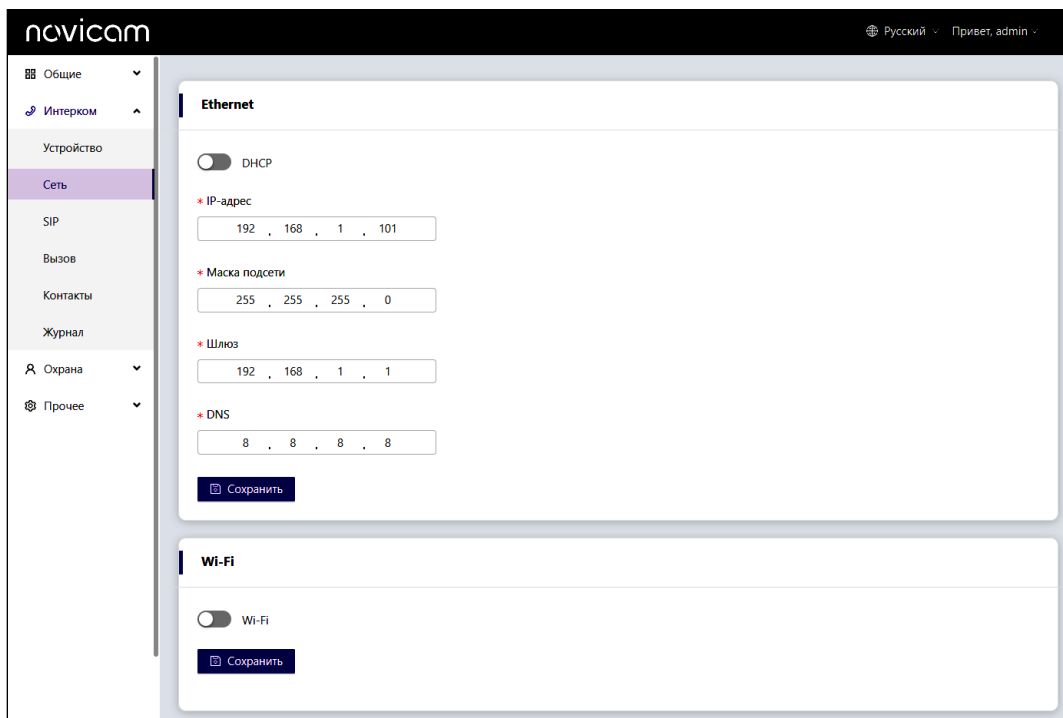 novicam
Русский Привет, admin
Общие
Интерком
Устройство
Сеть
SIP
Вызов
Контакты
Журнал
Охрана
Прочее
Ethernet
DHCP
* IP-адрес
192 . 168 . 1 . 101
* Маска подсети
255 . 255 . 255 . 0
* Шлюз
192 . 168 . 1 . 1
* DNS
8 . 8 . 8 . 8
Сохранить
Wi-Fi
Wi-Fi
Сохранить